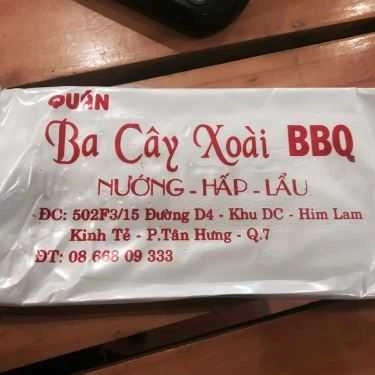 QUÁN
Ba Cây Xoài BBQ
NƯỚNG - HẤP - LẨU
ĐC: 502F3/15 Đường D4 - Khu DC - Him Lam
Kinh Tế - P.Tân Hưng - Q.7
ĐT: 08 668 09 333